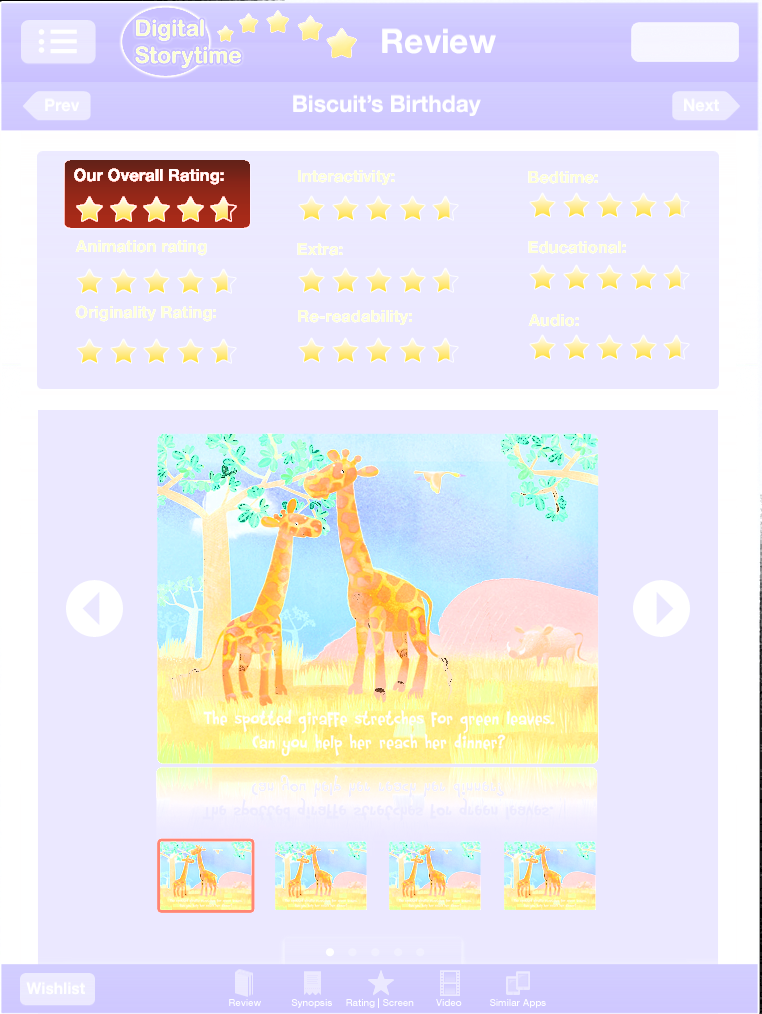 Digital
Storytime
Review
Prev
Biscuit's Birthday
Next
Our Overall Rating:
Interactivity:
Bedtime:
Animation rating
Extra:
Educational:
Originality Rating:
Re-readability:
Audio:
The spotted giraffe stretches for green leaves.
Can you help her reach her dinner?
Wishlist
Review
Synopsis
Rating | Screen
Video
Similar Apps